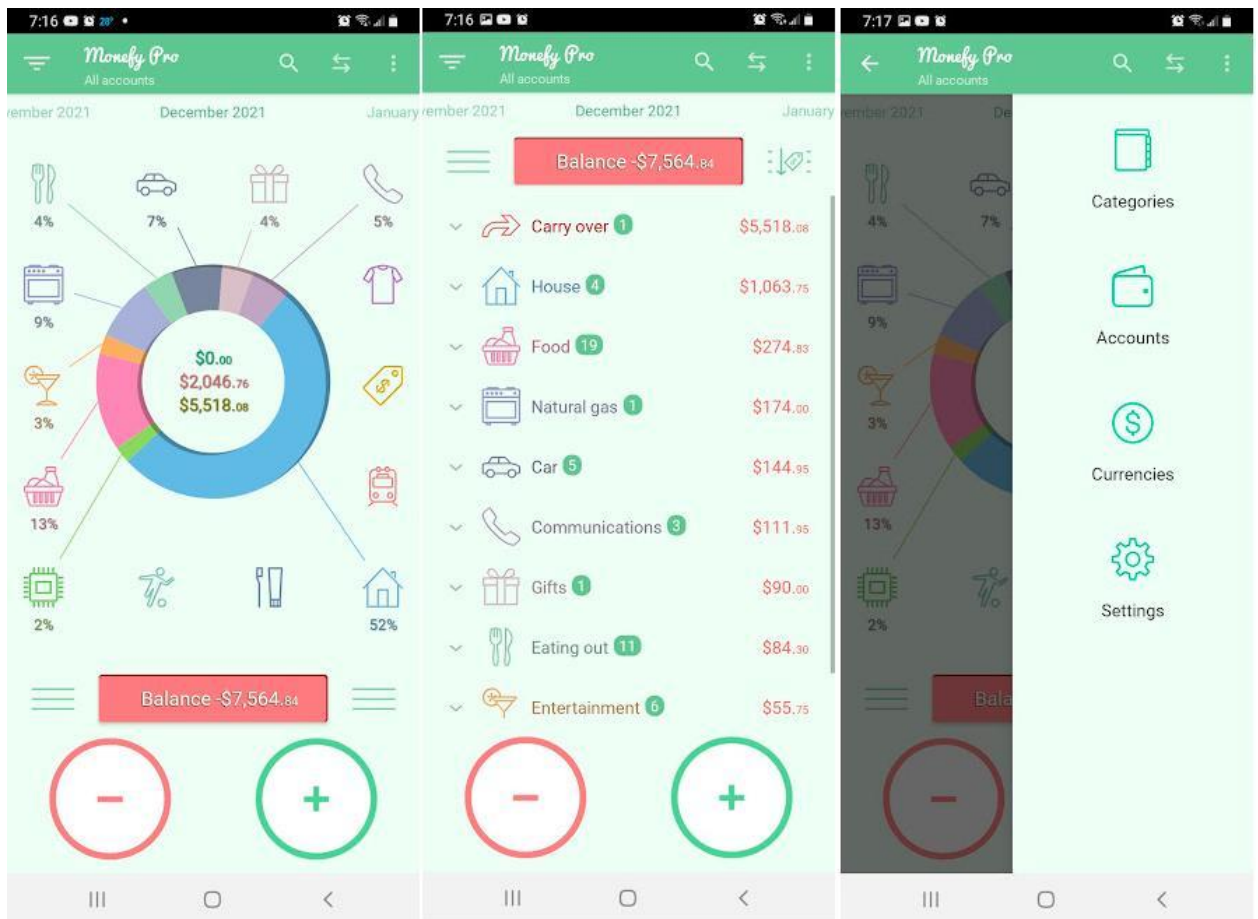 7:16 28°
Monefy Pro
All accounts
vember 2021 December 2021 January
4%
7%
4%
5%
9%
$0.00
$2,046.76
$5,518.08
3%
13%
2%
52%
Balance -$7,564.84
7:16
Monefy Pro
All accounts
ember 2021 December 2021 January
Balance -$7,564.84
Carry over 1 $5,518.08
House 4 $1,063.75
Food 19 $274.83
Natural gas 1 $174.00
Car 5 $144.95
Communications 3 $111.95
Gifts 1 $90.00
Eating out 11 $84.30
Entertainment 6 $55.75
7:17
Monefy Pro
All accounts
ember 2021 De
4%
7%
9%
3%
13%
2%
Bala
Categories
Accounts
Currencies
Settings